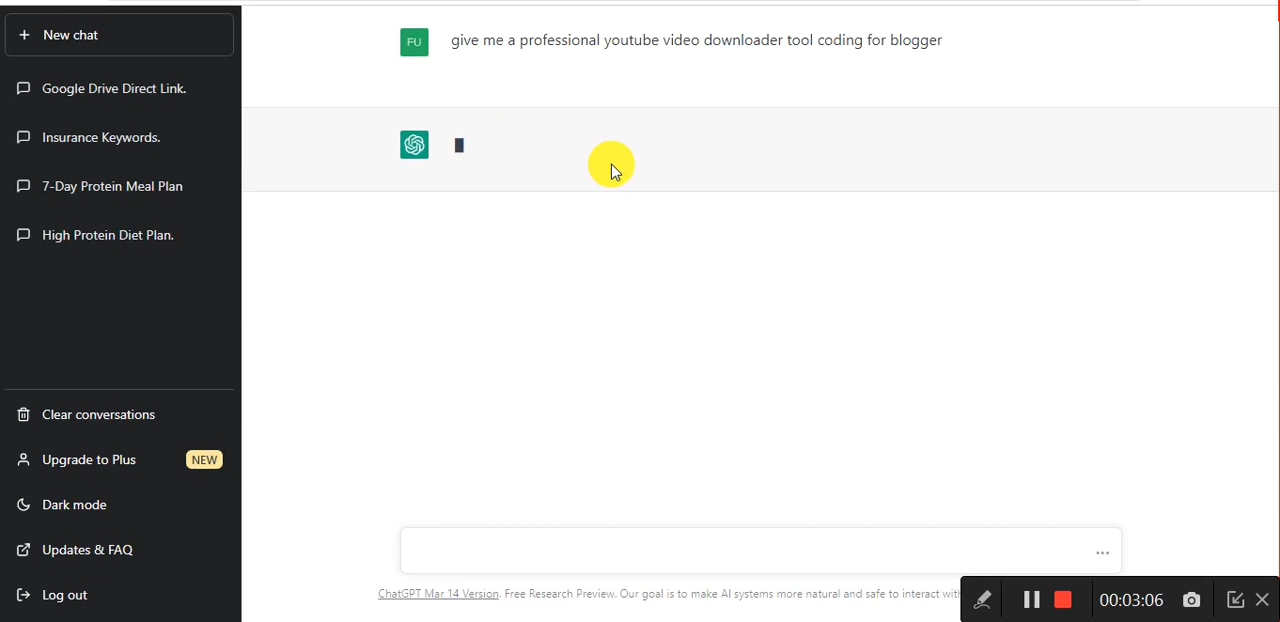 New chat
Google Drive Direct Link.
Insurance Keywords.
7-Day Protein Meal Plan
High Protein Diet Plan.
Clear conversations
Upgrade to Plus NEW
Dark mode
Updates & FAQ
Log out
FU give me a professional youtube video downloader tool coding for blogger
ChatGPT Mar 14 Version. Free Research Preview. Our goal is to make AI systems more natural and safe to interact with
00:03:06